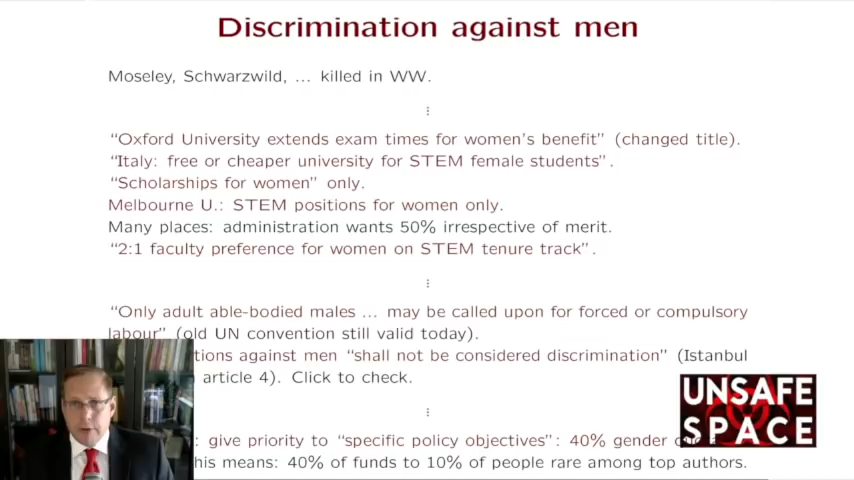 Discrimination against men
Moseley, Schwarzwild, ... killed in WW.
⋮
“Oxford University extends exam times for women's benefit” (changed title).
“Italy: free or cheaper university for STEM female students”.
“Scholarships for women” only.
Melbourne U.: STEM positions for women only.
Many places: administration wants 50% irrespective of merit.
“2:1 faculty preference for women on STEM tenure track”.
⋮
“Only adult able-bodied males ... may be called upon for forced or compulsory
labour” (old UN convention still valid today).
against men “shall not be considered discrimination” (Istanbul
article 4). Click to check.
⋮
: give priority to “specific policy objectives”: 40% gender
his means: 40% of funds to 10% of people rare among top authors.
UNSAFE
SPACE